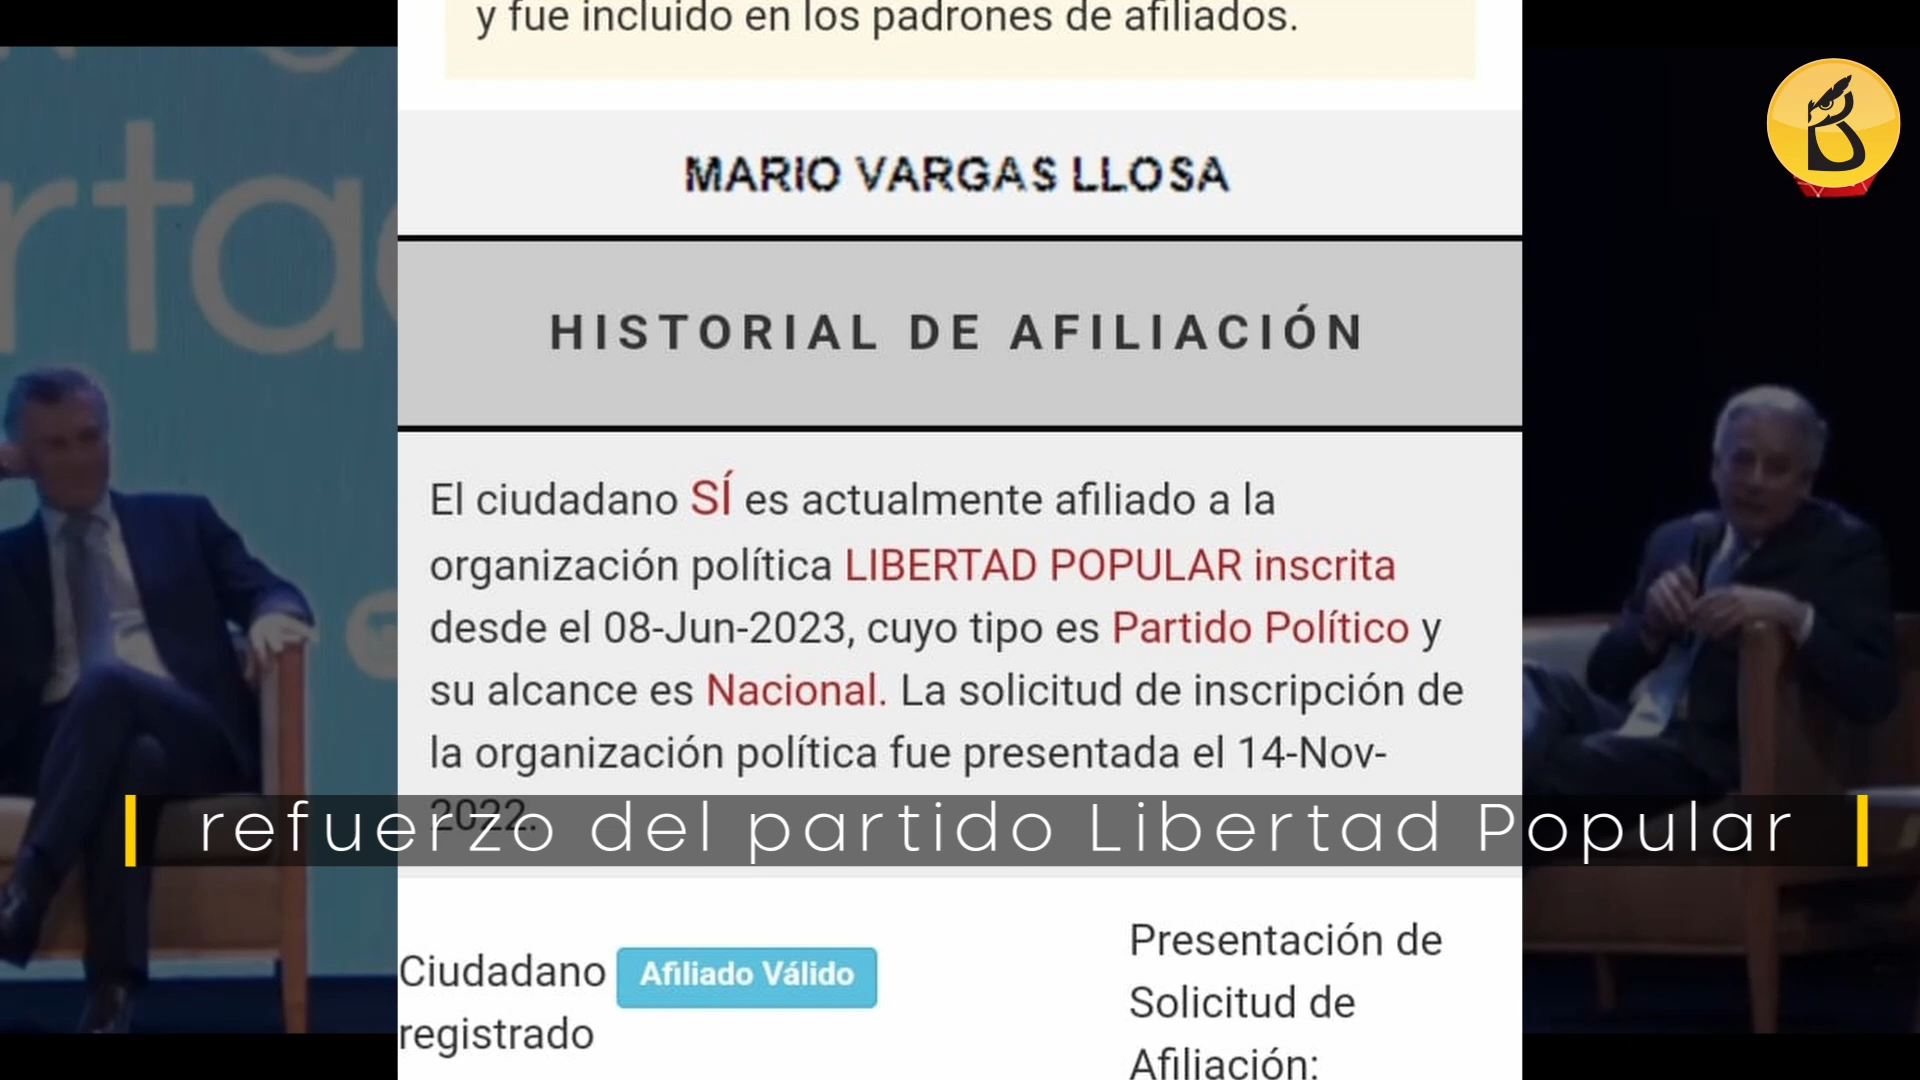 y fue incluido en los padrones de afiliados.
MARIO VARGAS LLOSA
HISTORIAL DE AFILIACIÓN
El ciudadano SÍ es actualmente afiliado a la
organización política LIBERTAD POPULAR inscrita
desde el 08-Jun-2023, cuyo tipo es Partido Político y
su alcance es Nacional. La solicitud de inscripción de
la organización política fue presentada el 14-Nov-
2022.
refuerzo del partido Libertad Popular
Ciudadano Afiliado Válido
registrado
Presentación de
Solicitud de
Afiliación:
rta
B